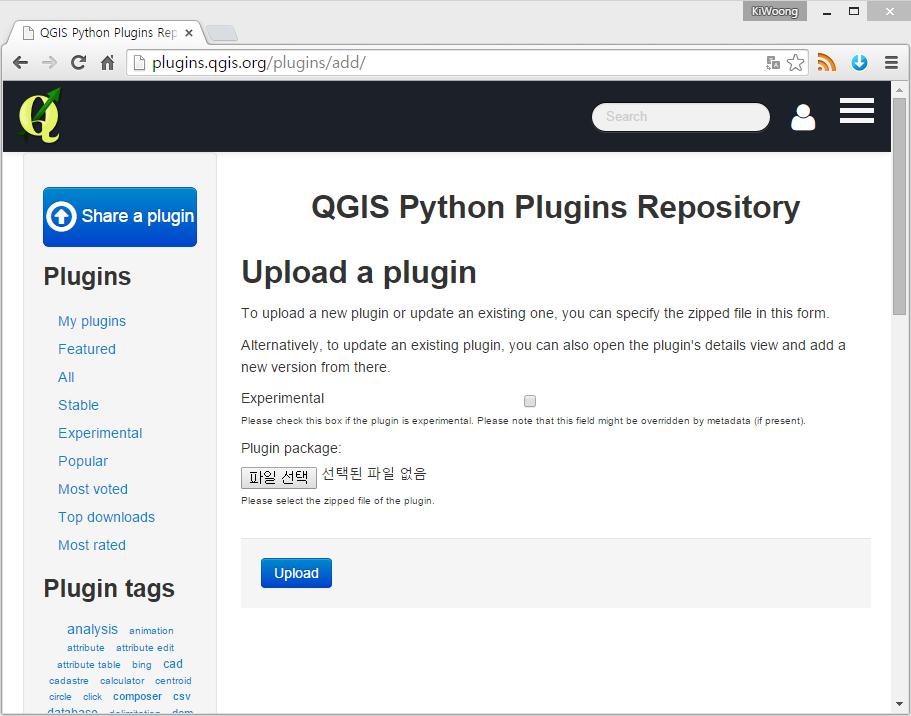 KiWoong
QGIS Python Plugins Rep
plugins.qgis.org/plugins/add/
Search
Share a plugin
QGIS Python Plugins Repository
Plugins
My plugins
Featured
All
Stable
Experimental
Popular
Most voted
Top downloads
Most rated
Plugin tags
analysis animation
attribute attribute edit
attribute table bing cad
cadastre calculator centroid
circle click composer csv
database delimitation dem
Upload a plugin
To upload a new plugin or update an existing one, you can specify the zipped file in this form.
Alternatively, to update an existing plugin, you can also open the plugin's details view and add a
new version from there.
Experimental
Please check this box if the plugin is experimental. Please note that this field might be overridden by metadata (if present).
Plugin package:
파일 선택 선택된 파일 없음
Please select the zipped file of the plugin.
Upload